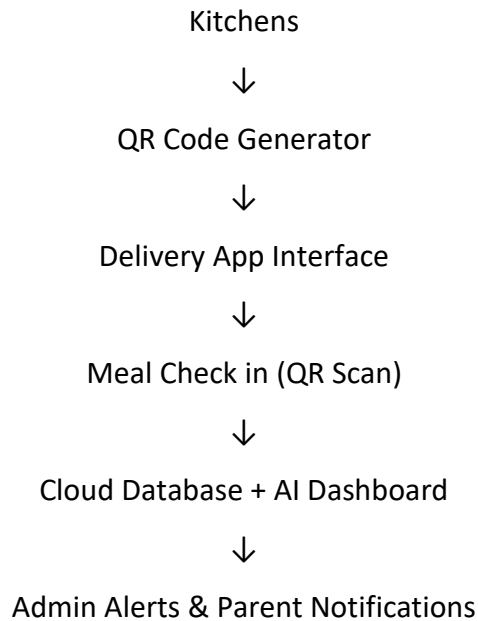 Kitchens
↓
QR Code Generator
↓
Delivery App Interface
↓
Meal Check in (QR Scan)
↓
Cloud Database + AI Dashboard
↓
Admin Alerts & Parent Notifications